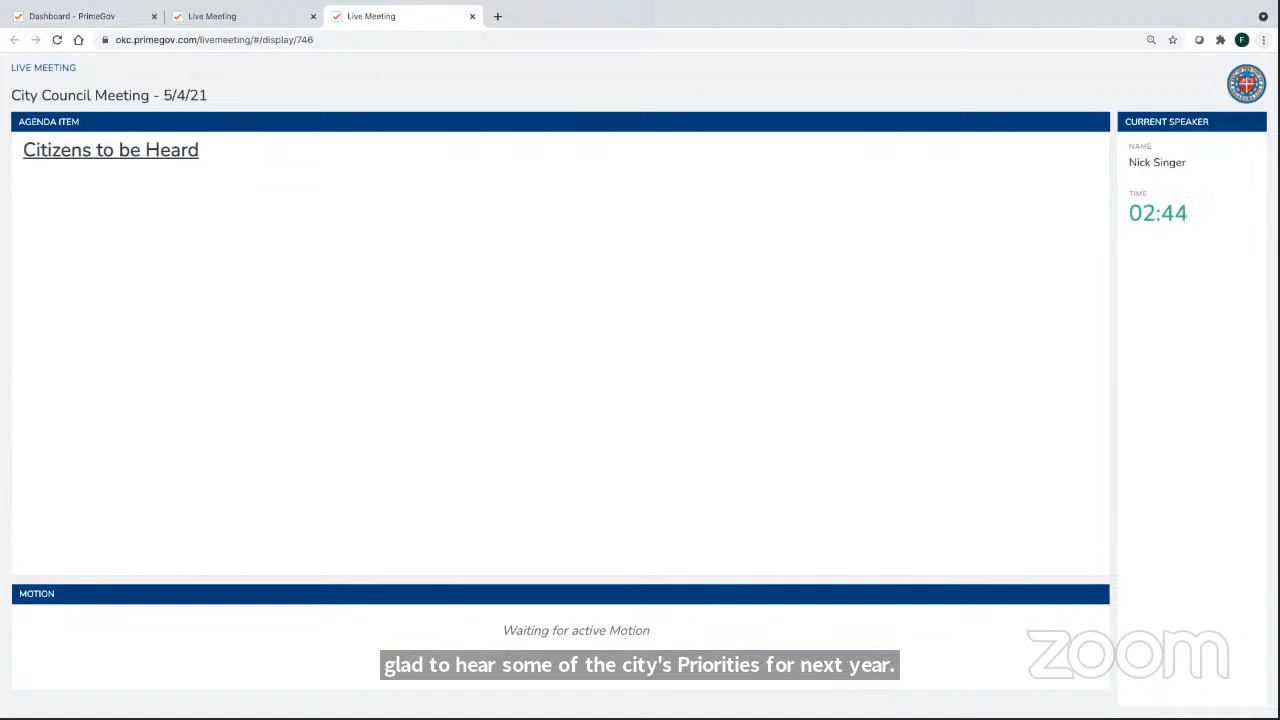 Dashboard - PrimeGov
Live Meeting
Live Meeting
okc.primegov.com/livemeeting/#/display/746
F
LIVE MEETING
City Council Meeting - 5/4/21
AGENDA ITEM
Citizens to be Heard
CURRENT SPEAKER
NAME
Nick Singer
TIME
02:44
MOTION
Waiting for active Motion
glad to hear some of the city's Priorities for next year.
zoom